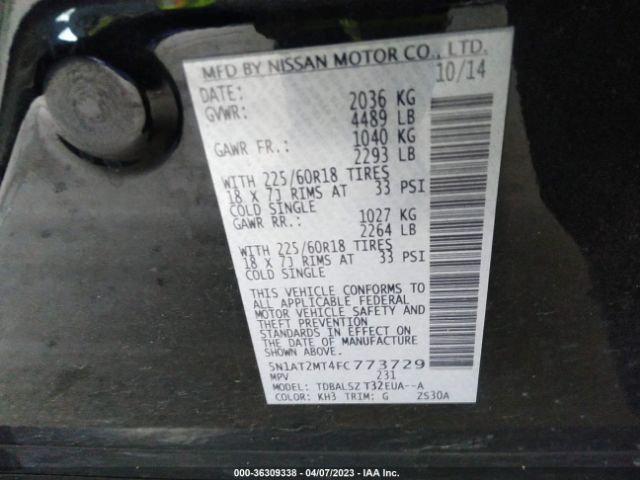 MFD BY NISSAN MOTOR CO., LTD.
DATE: 10/14
GVWR: 2036 KG
4489 LB
GAWR FR.: 1040 KG
2293 LB
WITH 225/60R18 TIRES
18 X 7J RIMS AT 33 PSI
COLD SINGLE
GAWR RR.: 1027 KG
2264 LB
WITH 225/60R18 TIRES
18 X 7J RIMS AT 33 PSI
COLD SINGLE
THIS VEHICLE CONFORMS TO
ALL APPLICABLE FEDERAL
MOTOR VEHICLE SAFETY AND
THEFT PREVENTION
STANDARDS IN EFFECT ON
THE DATE OF MANUFACTURE
SHOWN ABOVE.
5N1AT2MT4FC773729
MPV 231
MODEL: TDBALSZ T32EUA--A
COLOR: KH3 TRIM: G ZS30A
000-36309338 - 04/07/2023 - IAA Inc.